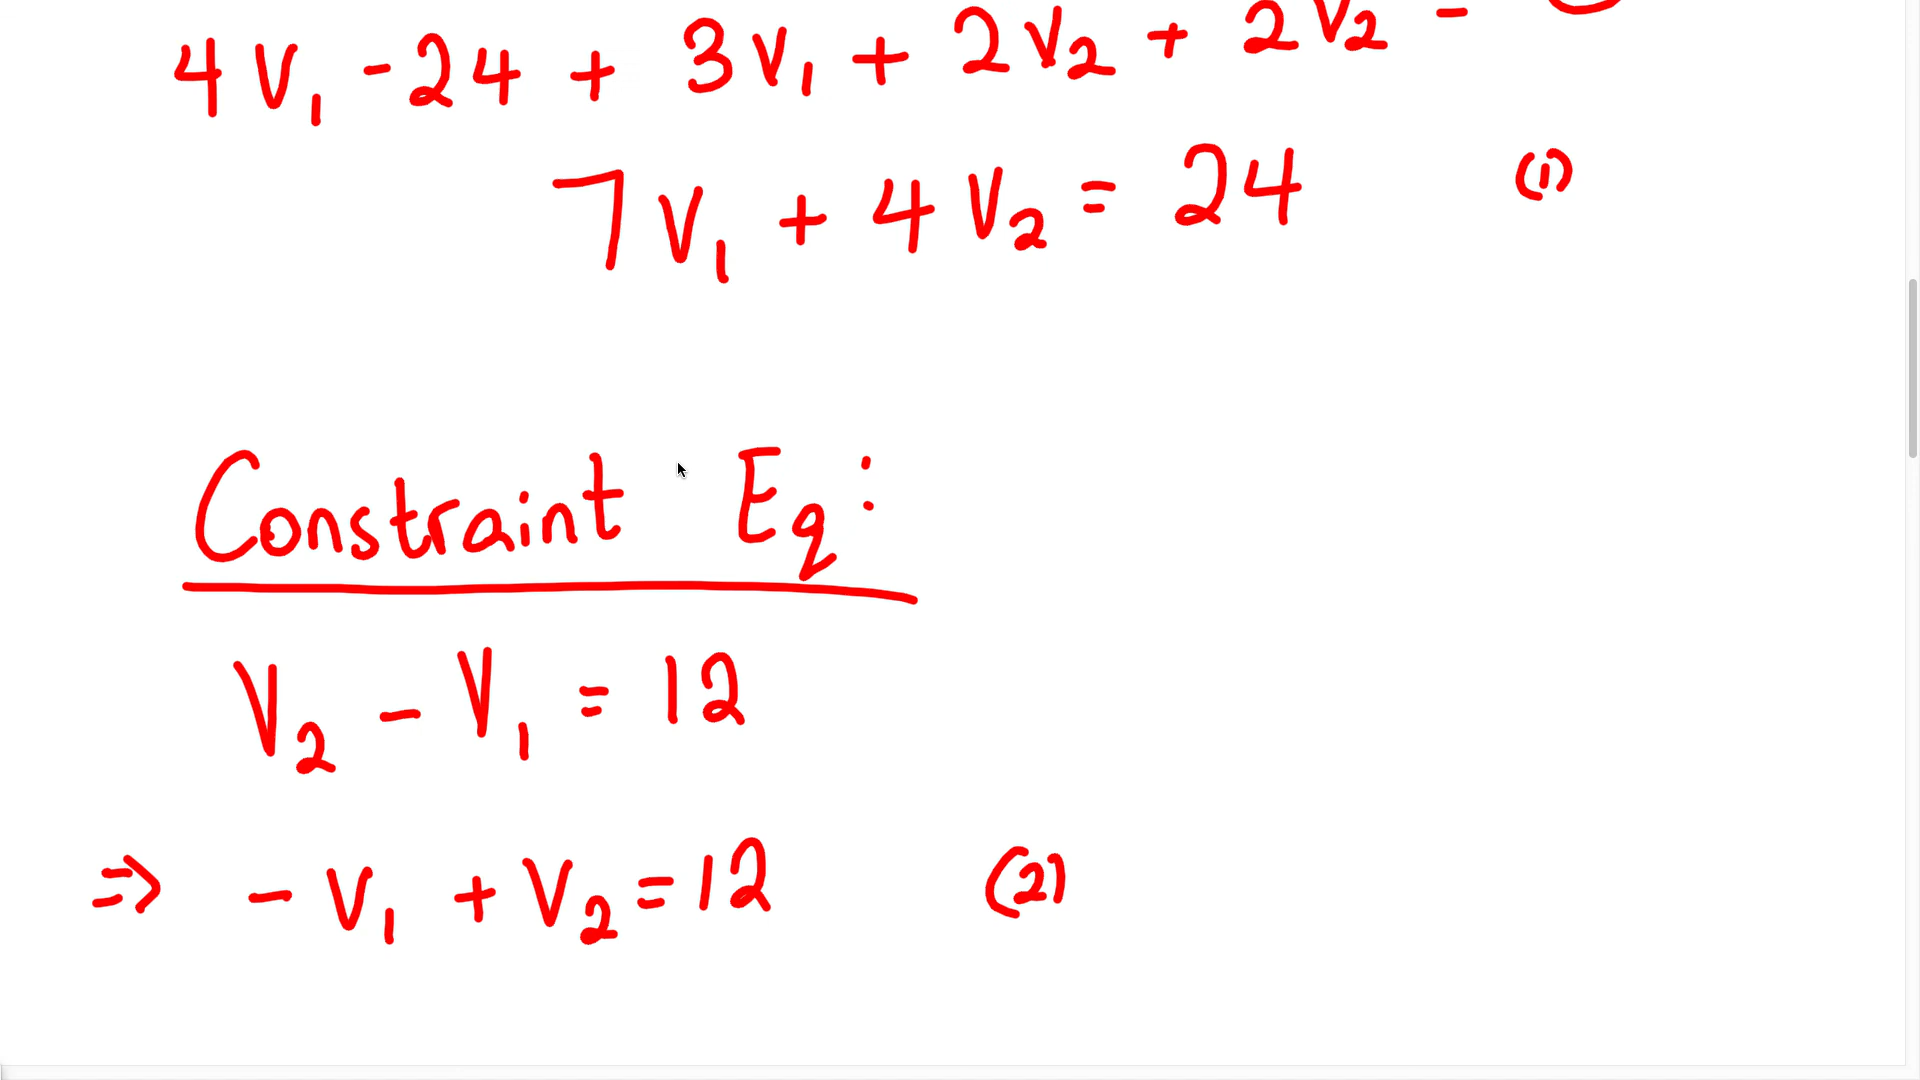 4V₁ - 24 + 3V₁ + 2V₂ + 2V₂ =
7V₁ + 4V₂ = 24 (1)
Constraint Eq:
V₂ - V₁ = 12
⇒ -V₁ + V₂ = 12 (2)